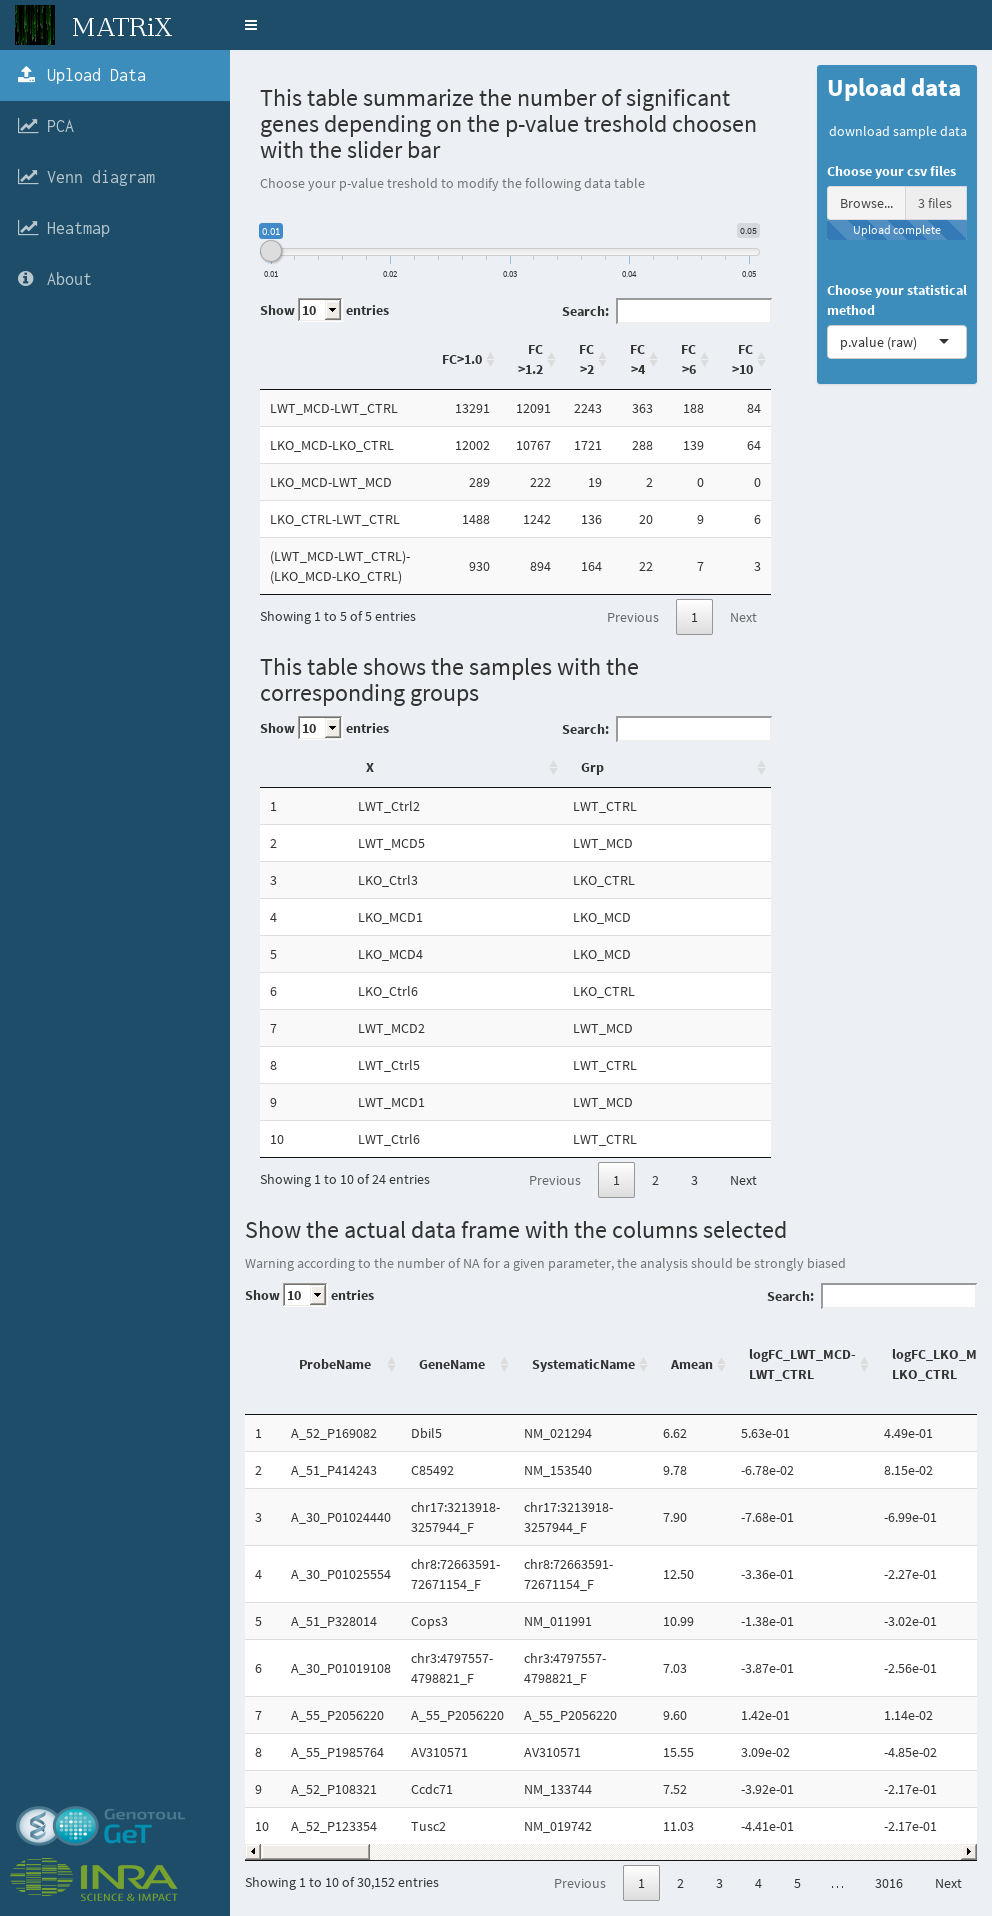 MATRiX
Upload Data
PCA
Venn diagram
Heatmap
About
This table summarize the number of significant
genes depending on the p-value treshold choosen
with the slider bar
Choose your p-value treshold to modify the following data table
0.01 0.05
0.01 0.02 0.03 0.04 0.05
Show 10 entries Search:
FC>1.0 FC >1.2 FC >2 FC >4 FC >6 FC >10
LWT_MCD-LWT_CTRL 13291 12091 2243 363 188 84
LKO_MCD-LKO_CTRL 12002 10767 1721 288 139 64
LKO_MCD-LWT_MCD 289 222 19 2 0 0
LKO_CTRL-LWT_CTRL 1488 1242 136 20 9 6
(LWT_MCD-LWT_CTRL)-
(LKO_MCD-LKO_CTRL) 930 894 164 22 7 3
Showing 1 to 5 of 5 entries Previous 1 Next
This table shows the samples with the
corresponding groups
Show 10 entries Search:
X Grp
1 LWT_Ctrl2 LWT_CTRL
2 LWT_MCD5 LWT_MCD
3 LKO_Ctrl3 LKO_CTRL
4 LKO_MCD1 LKO_MCD
5 LKO_MCD4 LKO_MCD
6 LKO_Ctrl6 LKO_CTRL
7 LWT_MCD2 LWT_MCD
8 LWT_Ctrl5 LWT_CTRL
9 LWT_MCD1 LWT_MCD
10 LWT_Ctrl6 LWT_CTRL
Showing 1 to 10 of 24 entries Previous 1 2 3 Next
Show the actual data frame with the columns selected
Warning according to the number of NA for a given parameter, the analysis should be strongly biased
Show 10 entries Search:
ProbeName GeneName SystematicName Amean logFC_LWT_MCD- logFC_LKO_M
LWT_CTRL LKO_CTRL
1 A_52_P169082 Dbil5 NM_021294 6.62 5.63e-01 4.49e-01
2 A_51_P414243 C85492 NM_153540 9.78 -6.78e-02 8.15e-02
3 A_30_P01024440 chr17:3213918-3257944_F chr17:3213918-3257944_F 7.90 -7.68e-01 -6.99e-01
4 A_30_P01025554 chr8:72663591-72671154_F chr8:72663591-72671154_F 12.50 -3.36e-01 -2.27e-01
5 A_51_P328014 Cops3 NM_011991 10.99 -1.38e-01 -3.02e-01
6 A_30_P01019108 chr3:4797557-4798821_F chr3:4797557-4798821_F 7.03 -3.87e-01 -2.56e-01
7 A_55_P2056220 A_55_P2056220 A_55_P2056220 9.60 1.42e-01 1.14e-02
8 A_55_P1985764 AV310571 AV310571 15.55 3.09e-02 -4.85e-02
9 A_52_P108321 Ccdc71 NM_133744 7.52 -3.92e-01 -2.17e-01
10 A_52_P123354 Tusc2 NM_019742 11.03 -4.41e-01 -2.17e-01
Showing 1 to 10 of 30,152 entries Previous 1 2 3 4 5 … 3016 Next
Upload data
download sample data
Choose your csv files
Browse... 3 files
Upload complete
Choose your statistical
method
p.value (raw)
GENOTOUL
GeT
INRA
SCIENCE & IMPACT